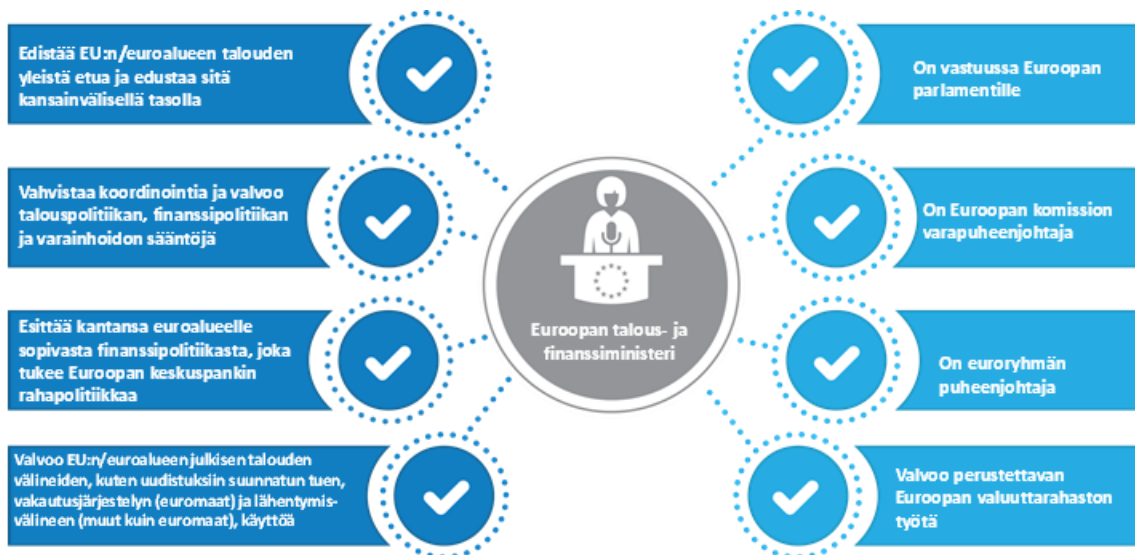 Edistää EU:n/euroalueen talouden
yleistä etua ja edustaa sitä
kansainvälisellä tasolla
Vahvistaa koordinointia ja valvoo
talouspolitiikan, finanssipolitiikan
ja varainhoidon sääntöjä
Esittää kantansa euroalueelle
sopivasta finanssipolitiikasta, joka
tukee Euroopan keskuspankin
rahapolitiikkaa
Valvoo EU:n/euroalueen julkisen talouden
välineiden, kuten uudistuksiin suunnatun tuen,
vakautusjärjestelyn (euromaat) ja lähentymis-
välineen (muut kuin euromaat), käyttöä
Euroopan talous- ja
finanssiministeri
On vastuussa Euroopan
parlamentille
On Euroopan komission
varapuheenjohtaja
On euroryhmän
puheenjohtaja
Valvoo perustettavan
Euroopan valuuttarahaston
työtä